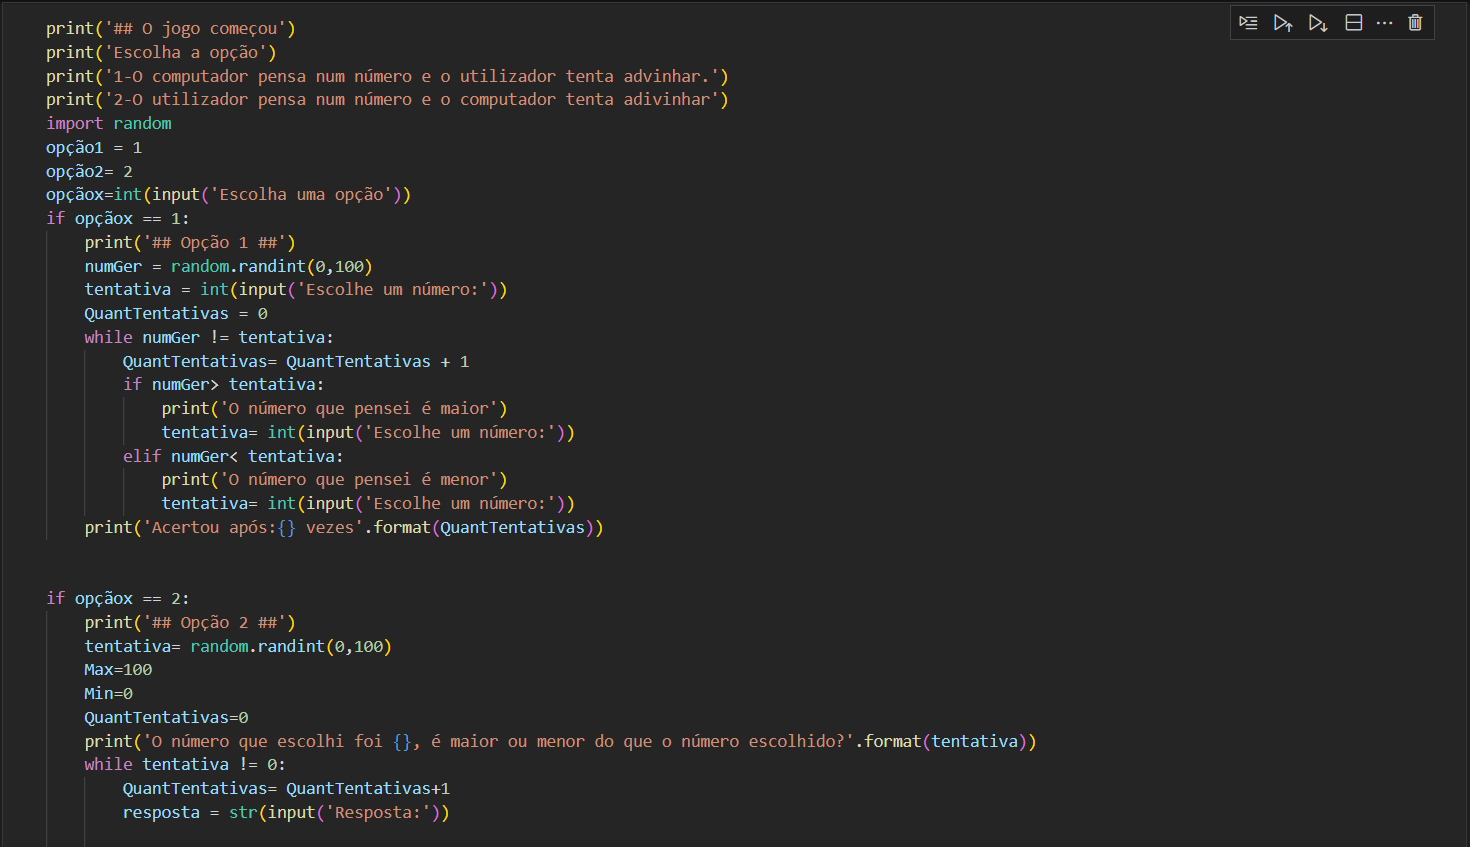 print('## O jogo começou')
print('Escolha a opção')
print('1-O computador pensa num número e o utilizador tenta advinhar.')
print('2-O utilizador pensa num número e o computador tenta adivinhar')
import random
opção1 = 1
opção2= 2
opçãox=int(input('Escolha uma opção'))
if opçãox == 1:
    print('## Opção 1 ##')
    numGer = random.randint(0,100)
    tentativa = int(input('Escolhe um número:'))
    QuantTentativas = 0
    while numGer != tentativa:
        QuantTentativas= QuantTentativas + 1
        if numGer> tentativa:
            print('O número que pensei é maior')
            tentativa= int(input('Escolhe um número:'))
        elif numGer< tentativa:
            print('O número que pensei é menor')
            tentativa= int(input('Escolhe um número:'))
    print('Acertou após:{} vezes'.format(QuantTentativas))
if opçãox == 2:
    print('## Opção 2 ##')
    tentativa= random.randint(0,100)
    Max=100
    Min=0
    QuantTentativas=0
    print('O número que escolhi foi {}, é maior ou menor do que o número escolhido?'.format(tentativa))
    while tentativa != 0:
        QuantTentativas= QuantTentativas+1
        resposta = str(input('Resposta:'))